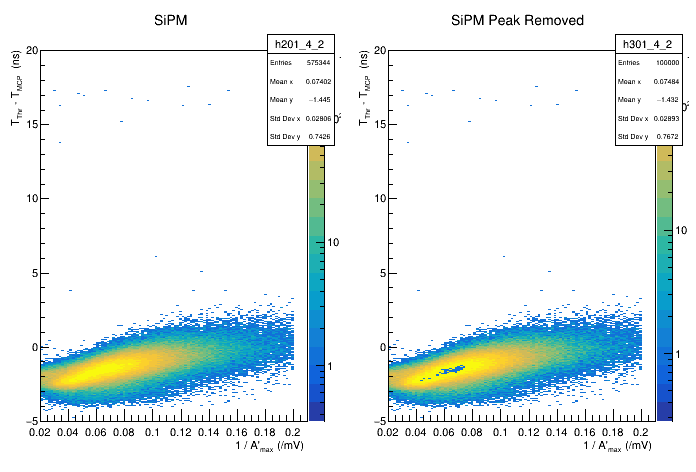 SiPM
SiPM Peak Removed
h201_4_2
Entries 575344
Mean x 0.07402
Mean y −1.445
Std Dev x 0.02806
Std Dev y 0.7426
h301_4_2
Entries 100000
Mean x 0.07484
Mean y −1.432
Std Dev x 0.02893
Std Dev y 0.7672
T_Thr - T_MCP (ns)
20
15
10
5
0
−5
0.02 0.04 0.06 0.08 0.1 0.12 0.14 0.16 0.18 0.2
1 / A'_max (/mV)
10
1
T_Thr - T_MCP (ns)
20
15
10
5
0
−5
0.02 0.04 0.06 0.08 0.1 0.12 0.14 0.16 0.18 0.2
1 / A'_max (/mV)
10
1